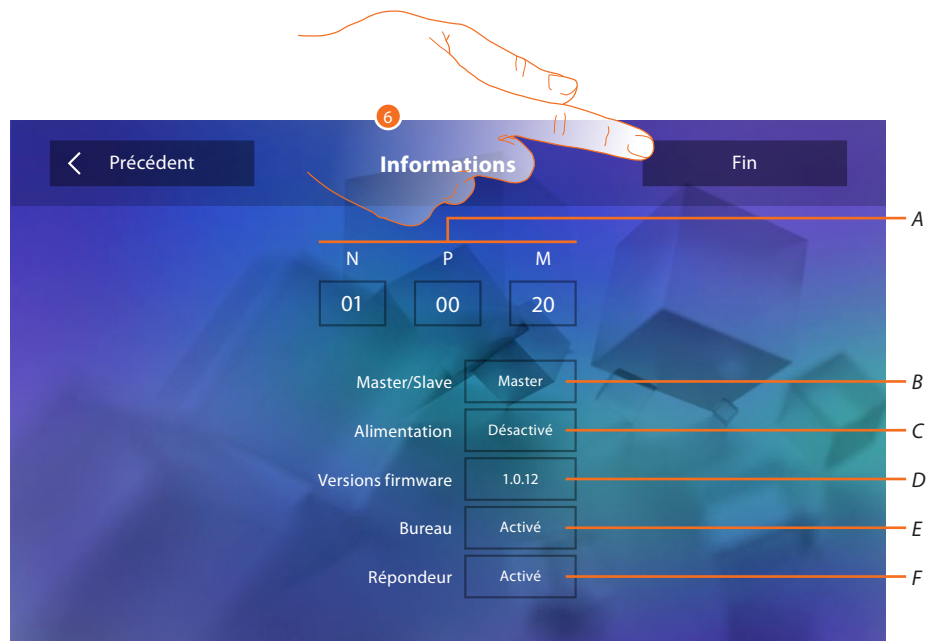 6
Précédent
Informations
Fin
A
N P M
01 00 20
Master/Slave Master B
Alimentation Désactivé C
Versions firmware 1.0.12 D
Bureau Activé E
Répondeur Activé F